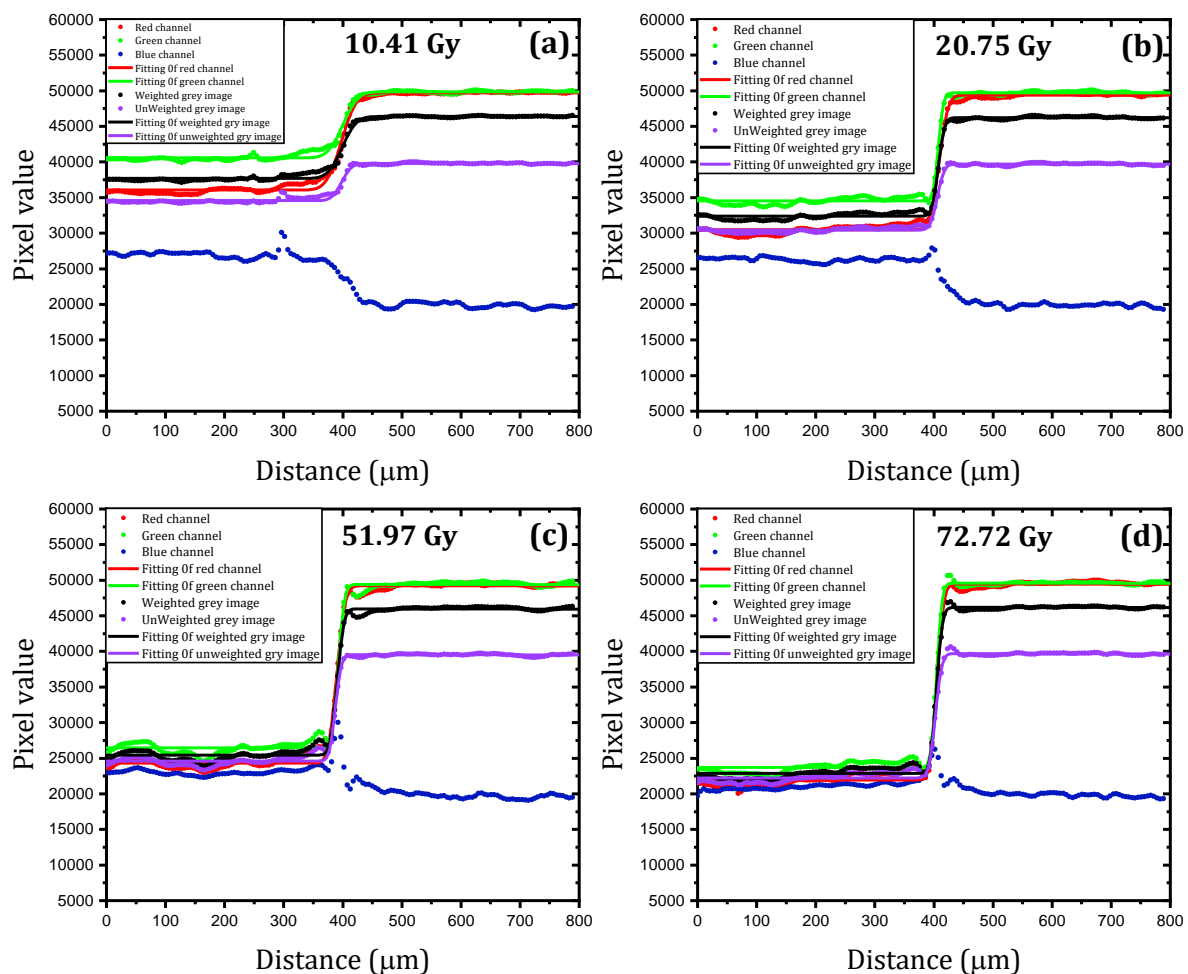 Red channel
Green channel
Blue channel
Fitting 0f red channel
Fitting 0f green channel
Weighted grey image
UnWeighted grey image
Fitting 0f weighted gry image
Fitting 0f unweighted gry image
10.41 Gy
(a)
60000
55000
50000
45000
40000
35000
30000
25000
20000
15000
10000
5000
Pixel value
0 100 200 300 400 500 600 700 800
Distance (μm)
Red channel
Green channel
Blue channel
Fitting 0f red channel
Fitting 0f green channel
Weighted grey image
UnWeighted grey image
Fitting 0f weighted gry image
Fitting 0f unweighted gry image
20.75 Gy
(b)
60000
55000
50000
45000
40000
35000
30000
25000
20000
15000
10000
5000
Pixel value
0 100 200 300 400 500 600 700 800
Distance (μm)
Red channel
Green channel
Blue channel
Fitting 0f red channel
Fitting 0f green channel
Weighted grey image
UnWeighted grey image
Fitting 0f weighted gry image
Fitting 0f unweighted gry image
51.97 Gy
(c)
60000
55000
50000
45000
40000
35000
30000
25000
20000
15000
10000
5000
Pixel value
0 100 200 300 400 500 600 700 800
Distance (μm)
Red channel
Green channel
Blue channel
Fitting 0f red channel
Fitting 0f green channel
Weighted grey image
UnWeighted grey image
Fitting 0f weighted gry image
Fitting 0f unweighted gry image
72.72 Gy
(d)
60000
55000
50000
45000
40000
35000
30000
25000
20000
15000
10000
5000
Pixel value
0 100 200 300 400 500 600 700 800
Distance (μm)